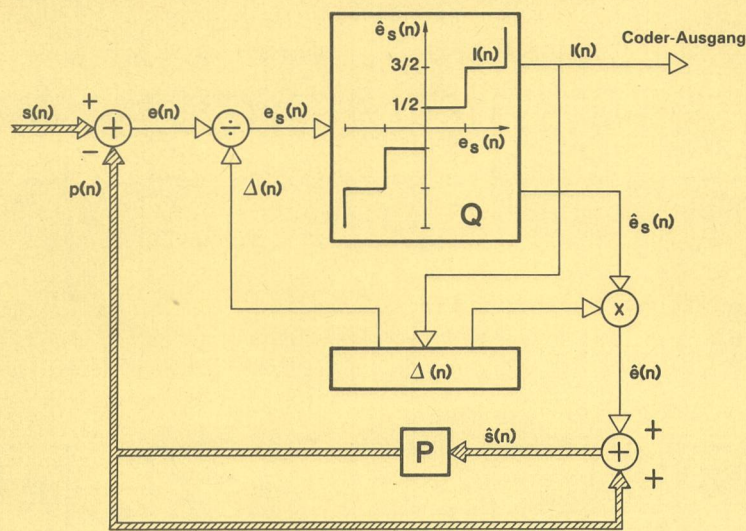 ê_s(n)
I(n)
3/2
1/2
e_s(n)
Q
I(n)
Coder-Ausgang
s(n)
+
+
−
e(n)
÷
e_s(n)
p(n)
Δ(n)
ê_s(n)
x
Δ(n)
ê(n)
P
ŝ(n)
+
+
+